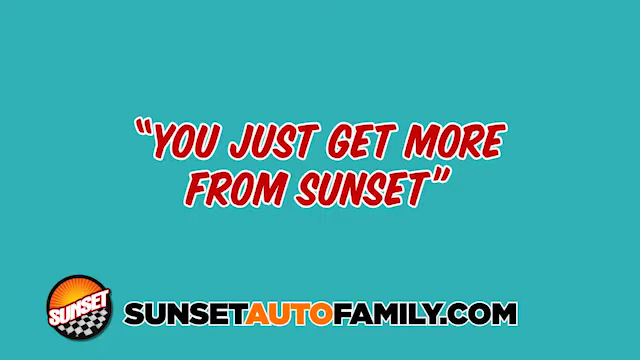 “YOU JUST GET MORE
FROM SUNSET”
SUNSET
SUNSETAUTOFAMILY.COM